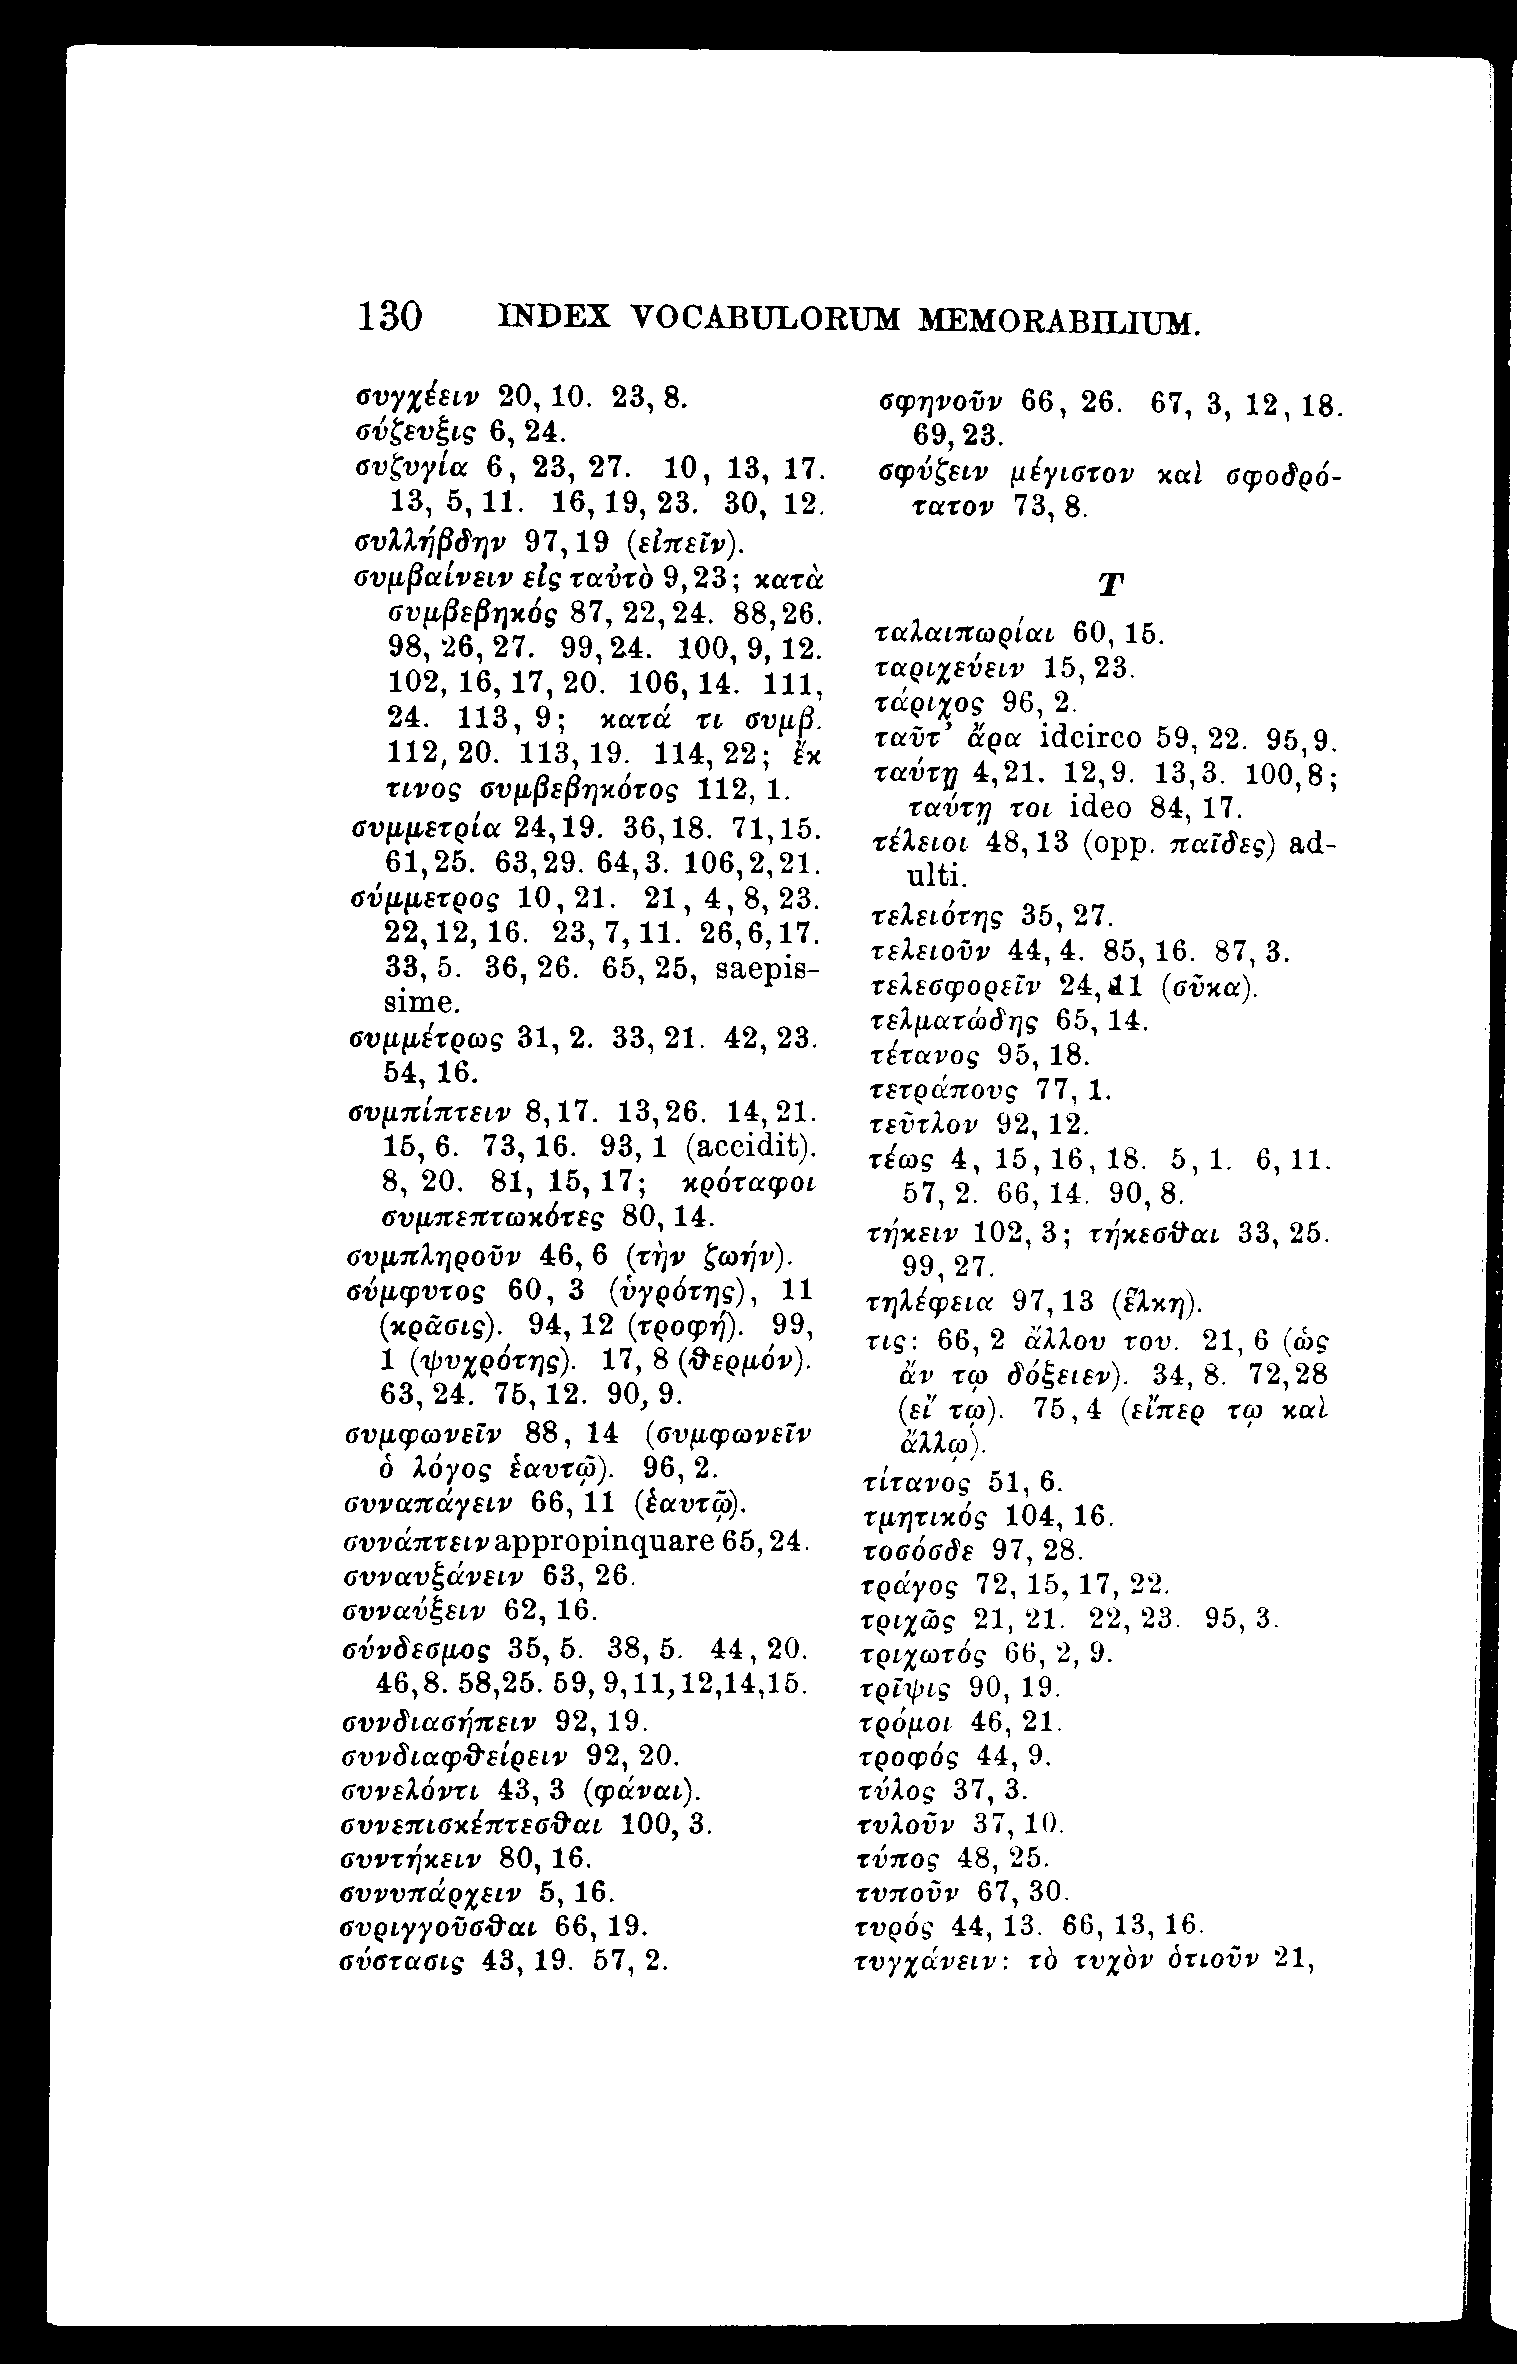 130 INDEX VOCABULORUM MEMORABILIUM.
συγχέειν 20, 10. 23, 8.
σύζευξις 6, 24.
συζυγία 6, 23, 27. 10, 13, 17.
13, 5, 11. 16, 19, 23. 30, 12.
συλλήβδην 97, 19 (εἰπεῖν).
συμβαίνειν εἰς ταὐτὸ 9, 23; κατὰ
συμβεβηκός 87, 22, 24. 88, 26.
98, 26, 27. 99, 24. 100, 9, 12.
102, 16, 17, 20. 106, 14. 111,
24. 113, 9; κατά τι συμβ.
112, 20. 113, 19. 114, 22; ἔκ
τινος συμβεβηκότος 112, 1.
συμμετρία 24, 19. 36, 18. 71, 15.
61, 25. 63, 29. 64, 3. 106, 2, 21.
σύμμετρος 10, 21. 21, 4, 8, 23.
22, 12, 16. 23, 7, 11. 26, 6, 17.
33, 5. 36, 26. 65, 25, saepis-
sime.
συμμέτρως 31, 2. 33, 21. 42, 23.
54, 16.
συμπίπτειν 8, 17. 13, 26. 14, 21.
15, 6. 73, 16. 93, 1 (accidit).
8, 20. 81, 15, 17; κρόταφοι
συμπεπτωκότες 80, 14.
συμπληροῦν 46, 6 (τὴν ζωήν).
σύμφυτος 60, 3 (ὑγρότης), 11
(κρᾶσις). 94, 12 (τροφή). 99,
1 (ψυχρότης). 17, 8 (θερμόν).
63, 24. 75, 12. 90, 9.
συμφωνεῖν 88, 14 (συμφωνεῖν
ὁ λόγος ἑαυτῷ). 96, 2.
συναπάγειν 66, 11 (ἑαυτῷ).
συνάπτειν appropinquare 65, 24.
συναυξάνειν 63, 26.
συναύξειν 62, 16.
σύνδεσμος 35, 5. 38, 5. 44, 20.
46, 8. 58, 25. 59, 9, 11, 12, 14, 15.
συνδιασήπειν 92, 19.
συνδιαφθείρειν 92, 20.
συνελόντι 43, 3 (φάναι).
συνεπισκέπτεσθαι 100, 3.
συντήκειν 80, 16.
συνυπάρχειν 5, 16.
συριγγοῦσθαι 66, 19.
σύστασις 43, 19. 57, 2.
σφηνοῦν 66, 26. 67, 3, 12, 18.
69, 23.
σφύζειν μέγιστον καὶ σφοδρό-
τατον 73, 8.
T
ταλαιπωρίαι 60, 15.
ταριχεύειν 15, 23.
τάριχος 96, 2.
ταῦτ’ ἄρα idcirco 59, 22. 95, 9.
ταύτῃ 4, 21. 12, 9. 13, 3. 100, 8;
ταύτῃ τοι ideo 84, 17.
τέλειοι 48, 13 (opp. παῖδες) ad-
ulti.
τελειότης 35, 27.
τελειοῦν 44, 4. 85, 16. 87, 3.
τελεσφορεῖν 24, 11 (σῦκα).
τελματώδης 65, 14.
τέτανος 95, 18.
τετράπους 77, 1.
τεῦτλον 92, 12.
τέως 4, 15, 16, 18. 5, 1. 6, 11.
57, 2. 66, 14. 90, 8.
τήκειν 102, 3; τήκεσθαι 33, 25.
99, 27.
τηλέφεια 97, 13 (ἕλκη).
τις: 66, 2 ἄλλου του. 21, 6 (ὡς
ἄν τῳ δόξειεν). 34, 8. 72, 28
(εἴ τῳ). 75, 4 (εἴπερ τῳ καὶ
ἄλλῳ).
τίτανος 51, 6.
τμητικός 104, 16.
τοσόσδε 97, 28.
τράγος 72, 15, 17, 22.
τριχῶς 21, 21. 22, 23. 95, 3.
τριχωτός 66, 2, 9.
τρῖψις 90, 19.
τρόμοι 46, 21.
τροφός 44, 9.
τύλος 37, 3.
τυλοῦν 37, 10.
τύπος 48, 25.
τυποῦν 67, 30.
τυρός 44, 13. 66, 13, 16.
τυγχάνειν: τὸ τυχὸν ὁτιοῦν 21,